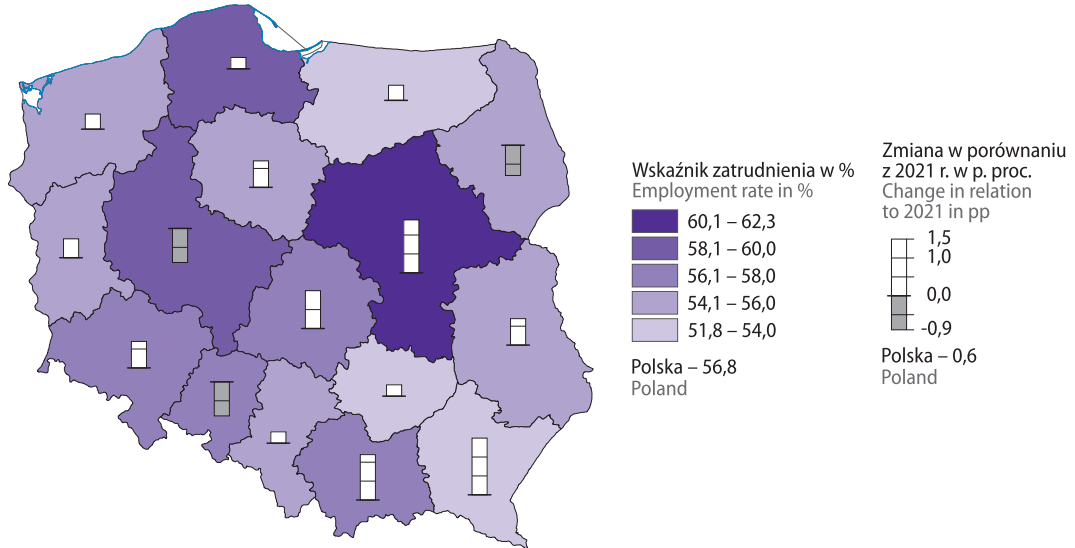 Wskaźnik zatrudnienia w %
Employment rate in %
60,1 – 62,3
58,1 – 60,0
56,1 – 58,0
54,1 – 56,0
51,8 – 54,0
Polska – 56,8
Poland
Zmiana w porównaniu
z 2021 r. w p. proc.
Change in relation
to 2021 in pp
1,5
1,0
0,0
-0,9
Polska – 0,6
Poland